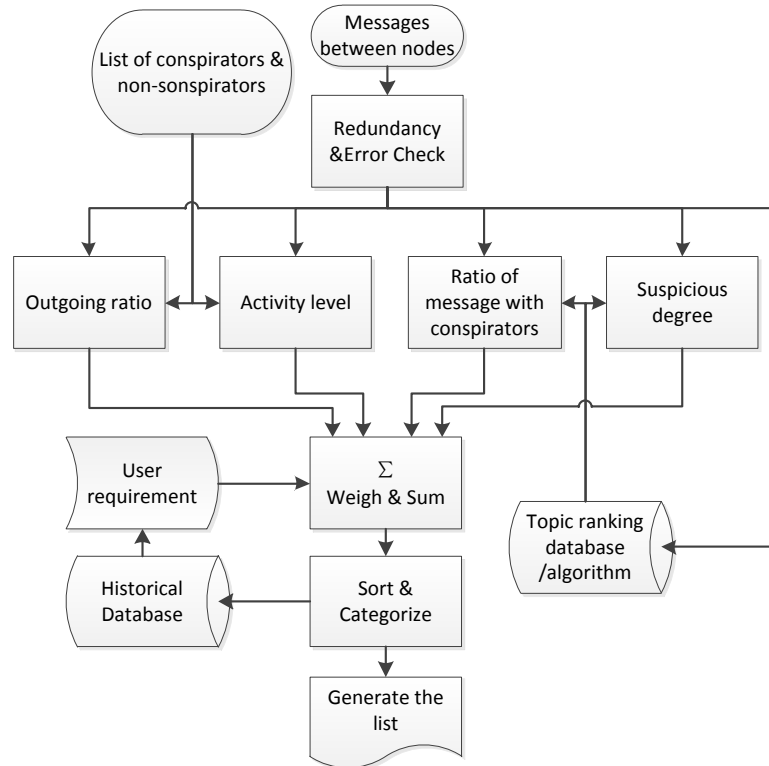 List of conspirators &
non-sonspirators
Messages
between nodes
Redundancy
&Error Check
Outgoing ratio
Activity level
Ratio of
message with
conspirators
Suspicious
degree
User
requirement
Σ
Weigh & Sum
Topic ranking
database
/algorithm
Historical
Database
Sort &
Categorize
Generate the
list